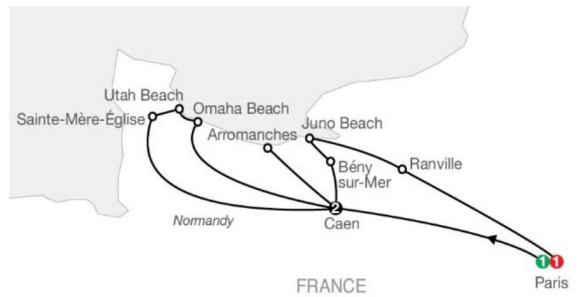 Utah Beach
Omaha Beach
Sainte-Mère-Église
Arromanches
Juno Beach
Bény
sur-Mer
Ranville
2
Caen
Normandy
1 1
Paris
FRANCE